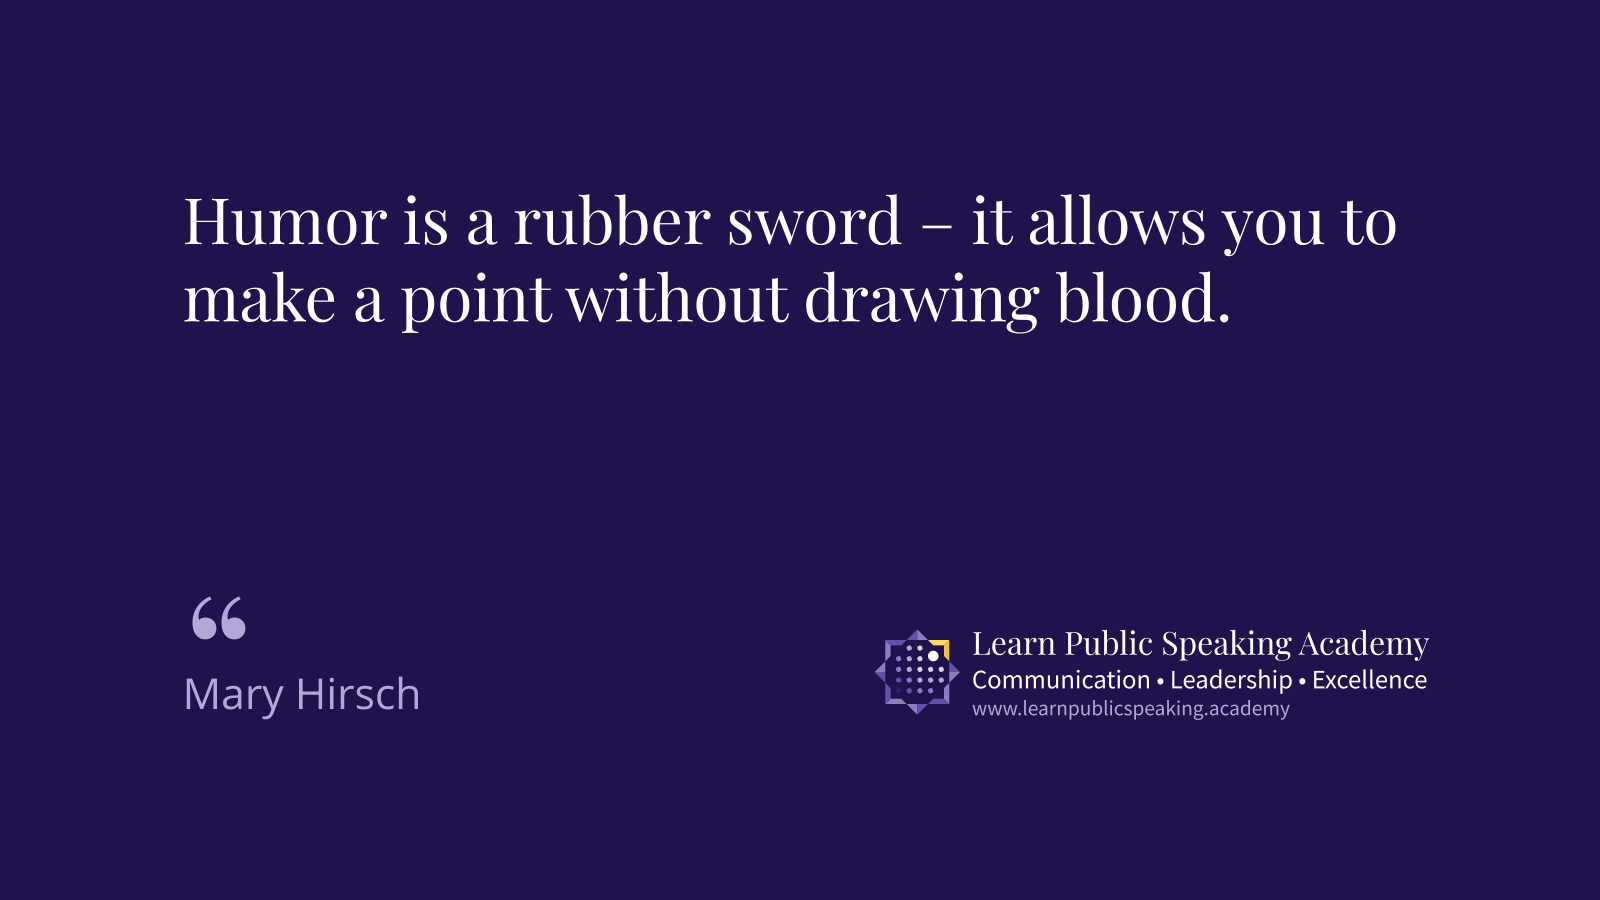 Humor is a rubber sword – it allows you to
make a point without drawing blood.
“
Mary Hirsch
Learn Public Speaking Academy
Communication • Leadership • Excellence
www.learnpublicspeaking.academy